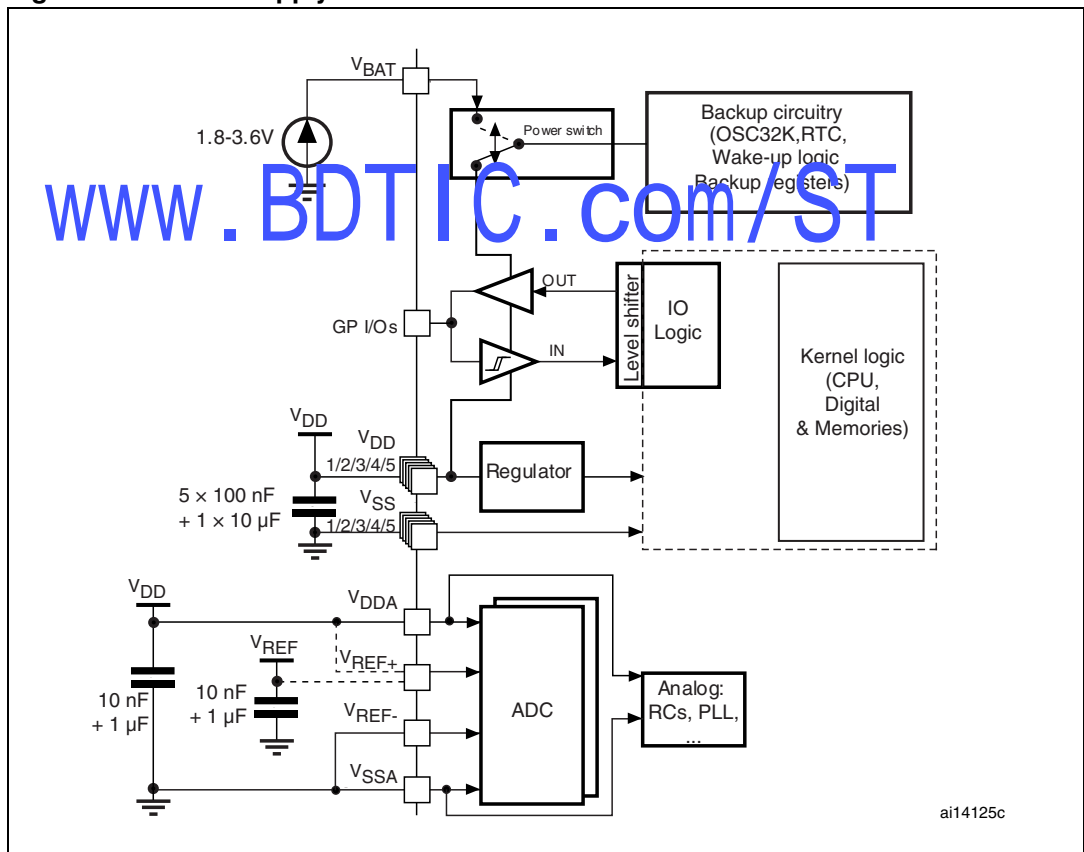 VBAT
1.8-3.6V
Power switch
Backup circuitry
(OSC32K,RTC,
Wake-up logic
Backup registers)
www.BDTIC.com/ST
GP I/Os
OUT
IN
Level shifter
IO
Logic
Kernel logic
(CPU,
Digital
& Memories)
VDD
VDD
1/2/3/4/5
Regulator
5 × 100 nF
+ 1 × 10 µF
VSS
1/2/3/4/5
VDD
VDDA
VREF
VREF+
10 nF
+ 1 µF
10 nF
+ 1 µF
VREF-
VSSA
ADC
Analog:
RCs, PLL,
...
ai14125c